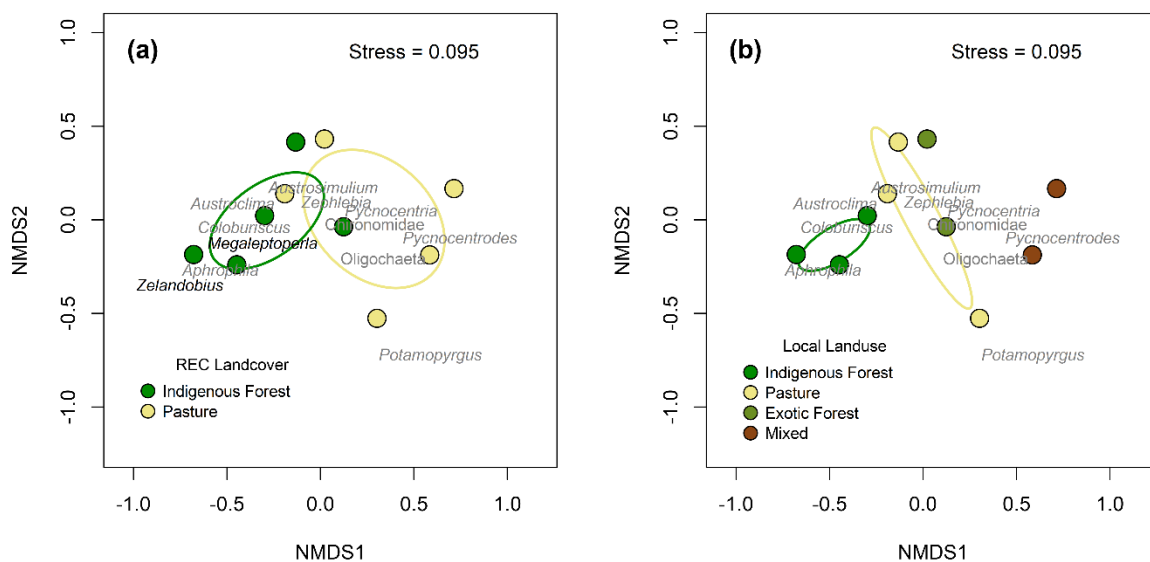 (a)
Stress = 0.095
NMDS2
1.0
0.5
0.0
-0.5
-1.0
Austrosimulium
Zephlebia
Austroclima
Pycnocentria
Coloburiscus
Chironomidae
Megaleptoperla
Pycnocentrodes
Oligochaeta
Aphrophila
Zelandobius
Potamopyrgus
REC Landcover
Indigenous Forest
Pasture
-1.0 -0.5 0.0 0.5 1.0
NMDS1
(b)
Stress = 0.095
NMDS2
1.0
0.5
0.0
-0.5
-1.0
Austrosimulium
Zephlebia
Austroclima
Pycnocentria
Coloburiscus
Chironomidae
Pycnocentrodes
Oligochaeta
Aphrophila
Potamopyrgus
Local Landuse
Indigenous Forest
Pasture
Exotic Forest
Mixed
-1.0 -0.5 0.0 0.5 1.0
NMDS1